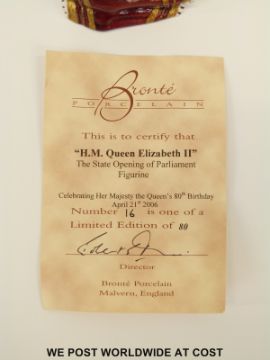 Bronté
PORCELAIN
This is to certify that
"H.M. Queen Elizabeth II"
The State Opening of Parliament
Figurine
Celebrating Her Majesty the Queen's 80th Birthday
April 21st 2006
Number 16 is one of a
Limited Edition of 80
Director
Bronté Porcelain
Malvern, England
WE POST WORLDWIDE AT COST